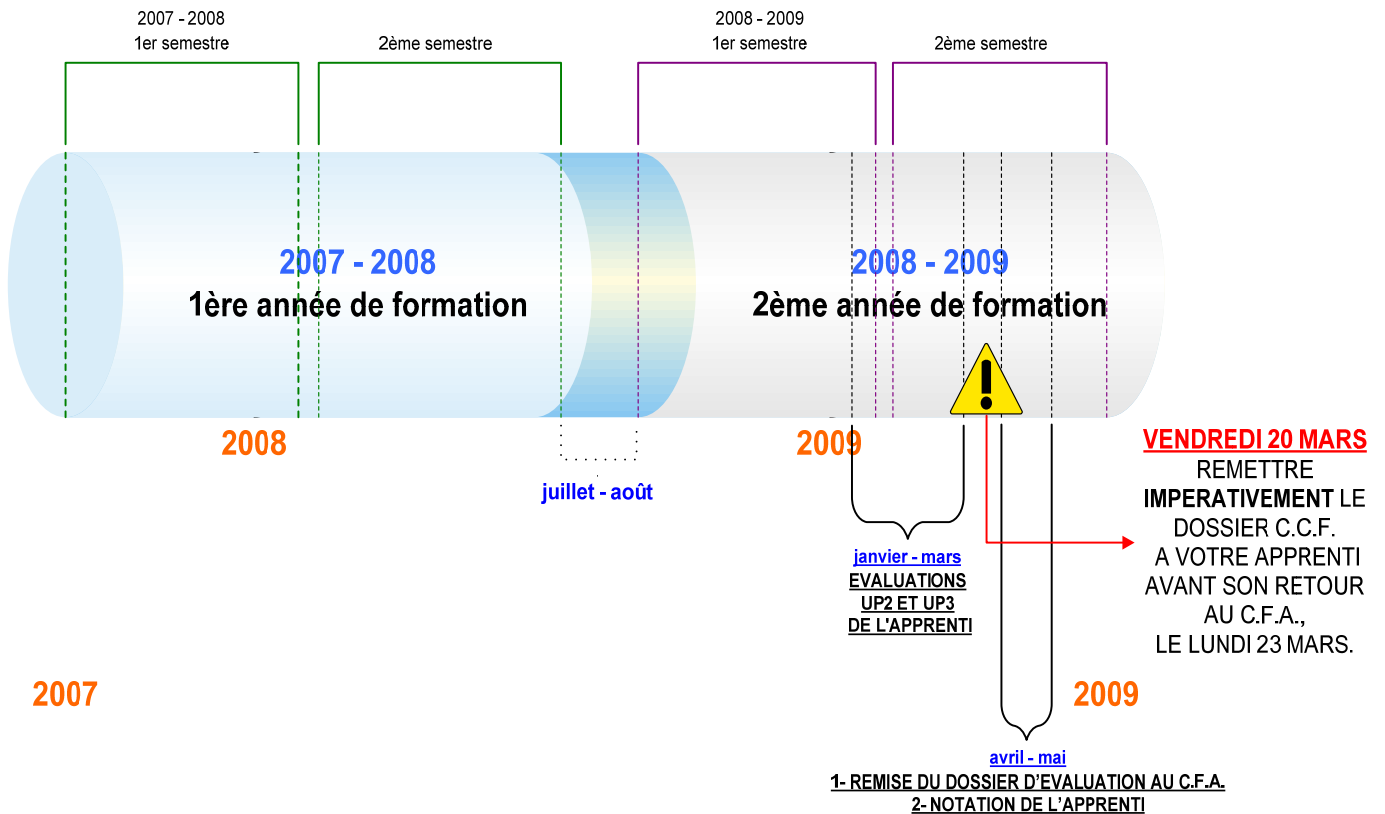 2007 - 2008
1er semestre
2ème semestre
2008 - 2009
1er semestre
2ème semestre
2007 - 2008
1ère année de formation
2008 - 2009
2ème année de formation
2008
2009
juillet - août
VENDREDI 20 MARS
REMETTRE
IMPERATIVEMENT LE
DOSSIER C.C.F.
A VOTRE APPRENTI
AVANT SON RETOUR
AU C.F.A.,
LE LUNDI 23 MARS.
janvier - mars
EVALUATIONS
UP2 ET UP3
DE L'APPRENTI
2007
2009
avril - mai
1- REMISE DU DOSSIER D’EVALUATION AU C.F.A.
2- NOTATION DE L’APPRENTI